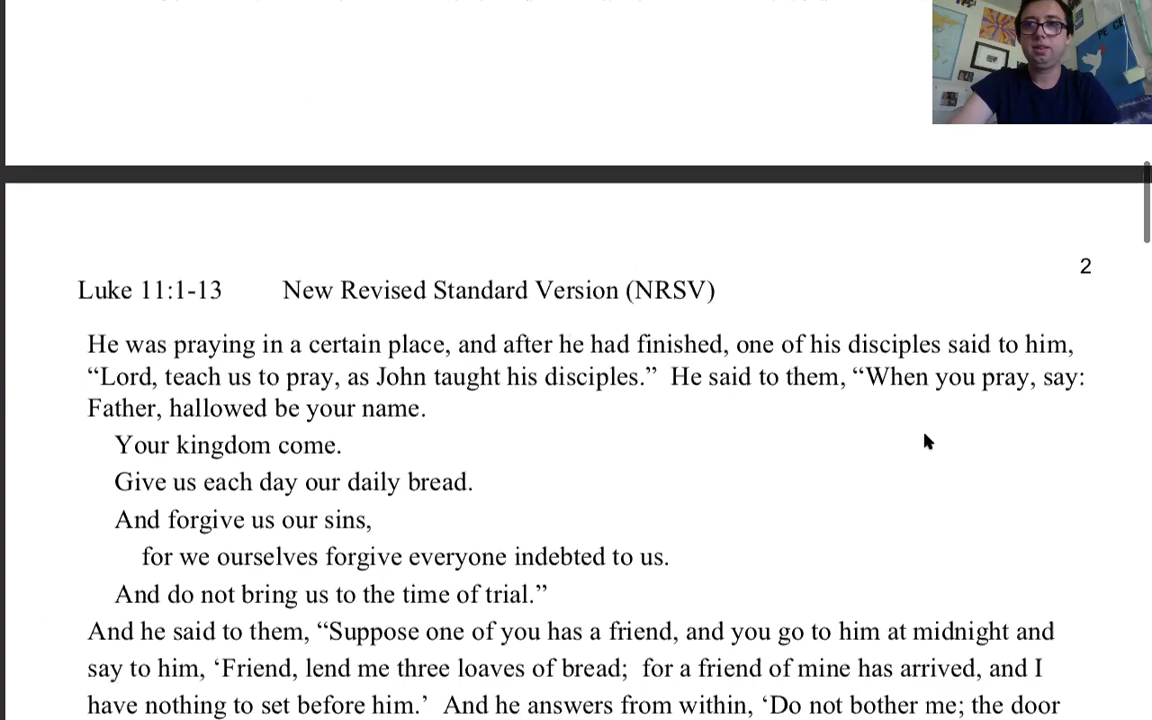 2
Luke 11:1-13 New Revised Standard Version (NRSV)
He was praying in a certain place, and after he had finished, one of his disciples said to him,
“Lord, teach us to pray, as John taught his disciples.” He said to them, “When you pray, say:
Father, hallowed be your name.
Your kingdom come.
Give us each day our daily bread.
And forgive us our sins,
for we ourselves forgive everyone indebted to us.
And do not bring us to the time of trial.”
And he said to them, “Suppose one of you has a friend, and you go to him at midnight and
say to him, ‘Friend, lend me three loaves of bread; for a friend of mine has arrived, and I
have nothing to set before him.’ And he answers from within, ‘Do not bother me; the door